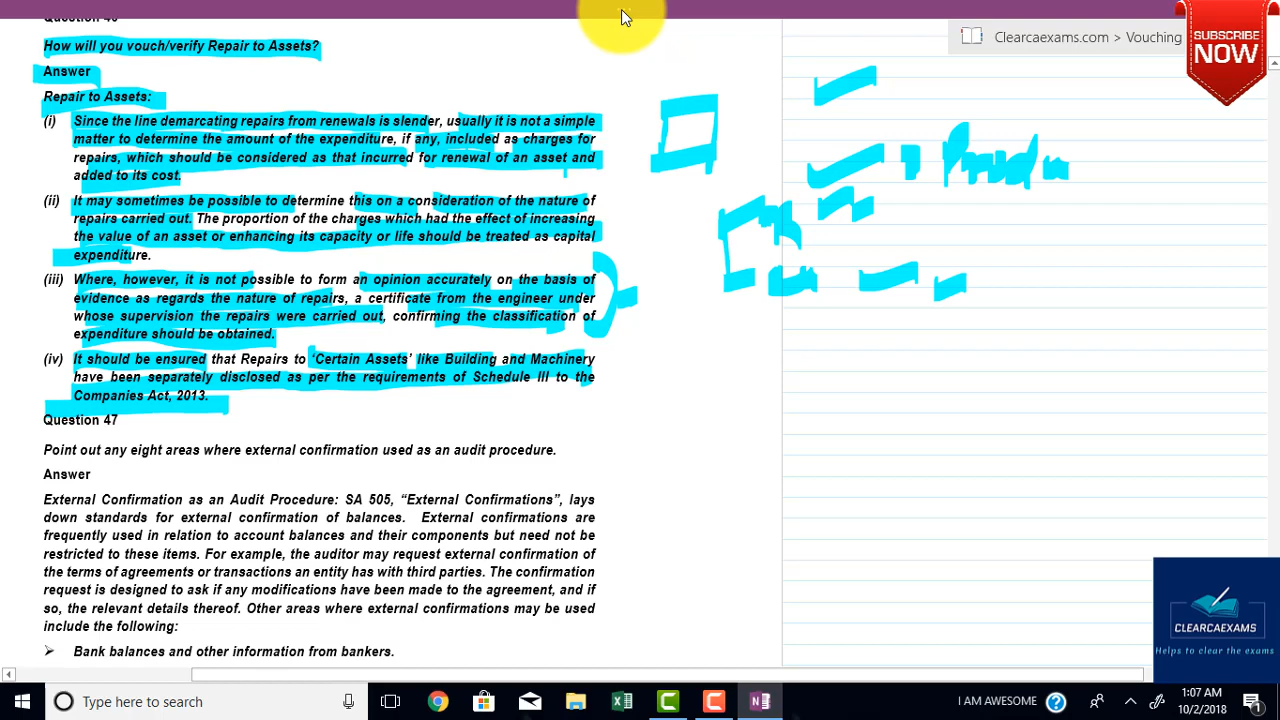 Question 46
How will you vouch/verify Repair to Assets?
Clearcaexams.com > Vouching
SUBSCRIBE
NOW
Answer
Repair to Assets:
(i) Since the line demarcating repairs from renewals is slender, usually it is not a simple
matter to determine the amount of the expenditure, if any, included as charges for
repairs, which should be considered as that incurred for renewal of an asset and
added to its cost.
(ii) It may sometimes be possible to determine this on a consideration of the nature of
repairs carried out. The proportion of the charges which had the effect of increasing
the value of an asset or enhancing its capacity or life should be treated as capital
expenditure.
(iii) Where, however, it is not possible to form an opinion accurately on the basis of
evidence as regards the nature of repairs, a certificate from the engineer under
whose supervision the repairs were carried out, confirming the classification of
expenditure should be obtained.
(iv) It should be ensured that Repairs to ‘Certain Assets’ like Building and Machinery
have been separately disclosed as per the requirements of Schedule III to the
Companies Act, 2013.
Question 47
Point out any eight areas where external confirmation used as an audit procedure.
Answer
External Confirmation as an Audit Procedure: SA 505, “External Confirmations”, lays
down standards for external confirmation of balances. External confirmations are
frequently used in relation to account balances and their components but need not be
restricted to these items. For example, the auditor may request external confirmation of
the terms of agreements or transactions an entity has with third parties. The confirmation
request is designed to ask if any modifications have been made to the agreement, and if
so, the relevant details thereof. Other areas where external confirmations may be used
include the following:
➢ Bank balances and other information from bankers.
CLEARCAEXAMS
Helps to clear the exams
Type here to search
I AM AWESOME
1:07 AM
10/2/2018